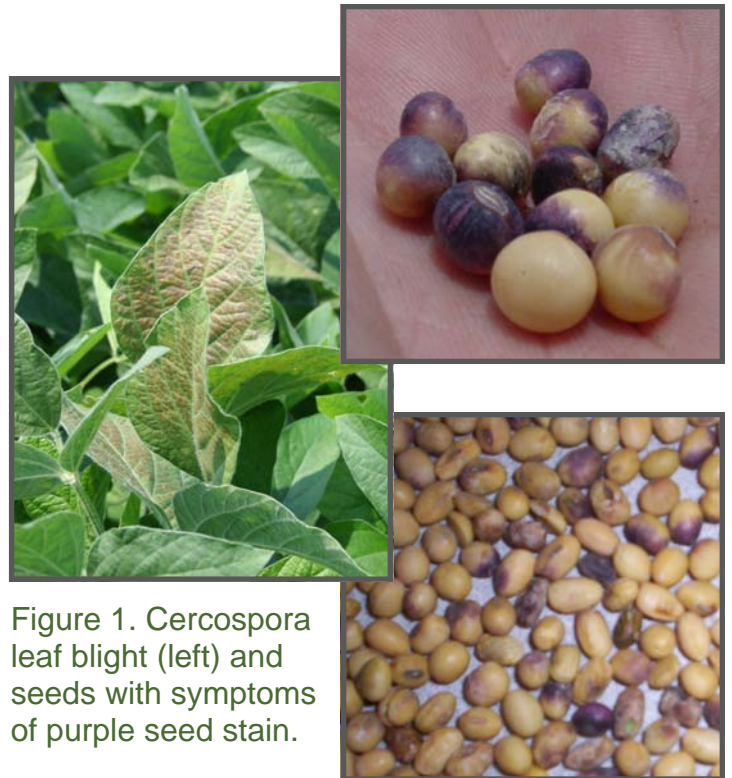 Figure 1. Cercospora
leaf blight (left) and
seeds with symptoms
of purple seed stain.